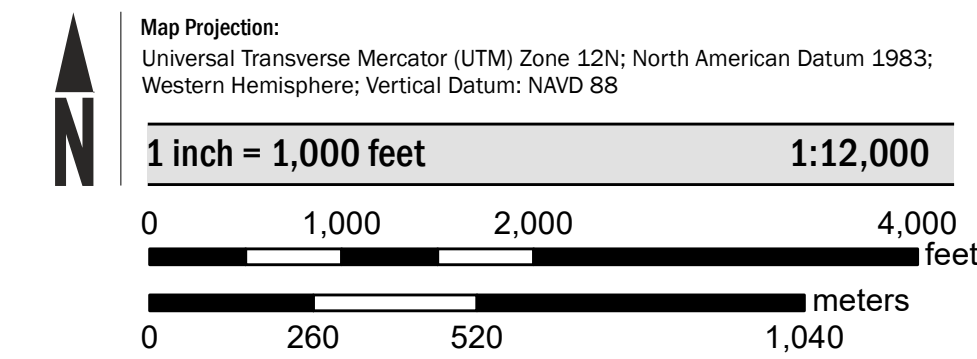 Map Projection:
Universal Transverse Mercator (UTM) Zone 12N; North American Datum 1983;
Western Hemisphere; Vertical Datum: NAVD 88
N
1 inch = 1,000 feet 1:12,000
0 1,000 2,000 4,000
feet
meters
0 260 520 1,040